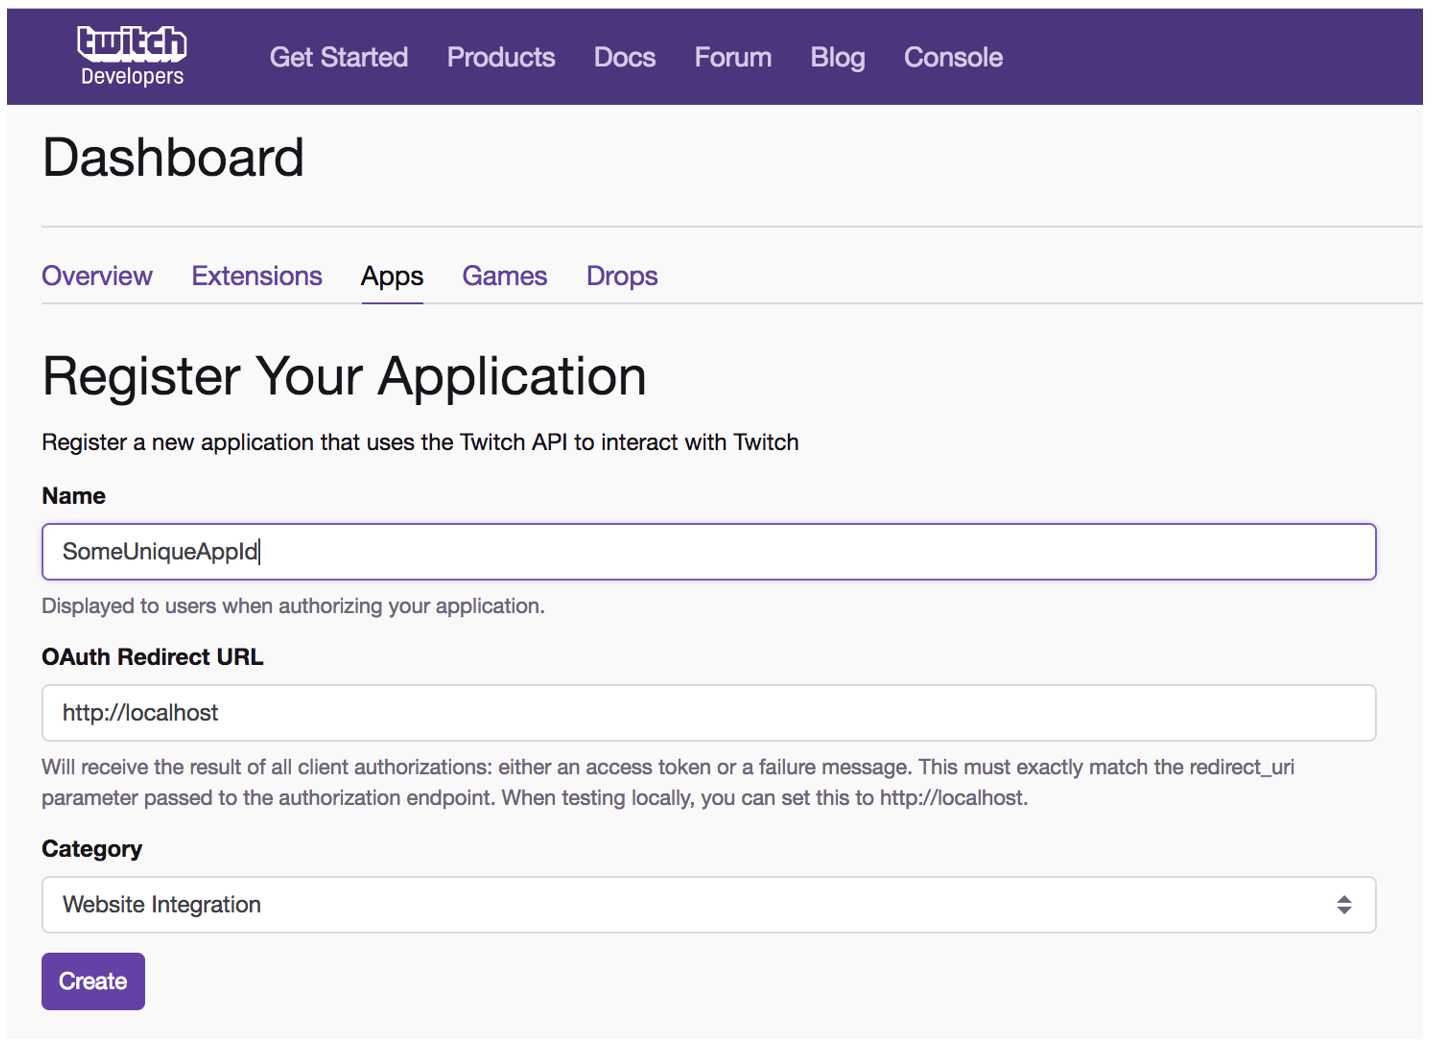 twitch
Developers
Get Started Products Docs Forum Blog Console
Dashboard
Overview Extensions Apps Games Drops
Register Your Application
Register a new application that uses the Twitch API to interact with Twitch
Name
SomeUniqueAppId
Displayed to users when authorizing your application.
OAuth Redirect URL
http://localhost
Will receive the result of all client authorizations: either an access token or a failure message. This must exactly match the redirect_uri
parameter passed to the authorization endpoint. When testing locally, you can set this to http://localhost.
Category
Website Integration
Create